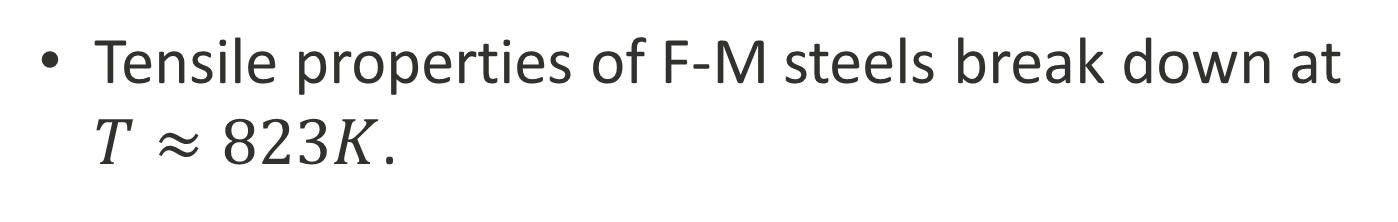 • Tensile properties of F-M steels break down at
T ≈ 823K.